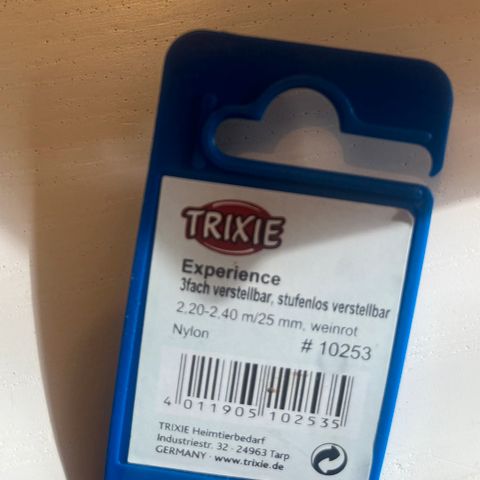 TRIXIE
Experience
3fach verstellbar, stufenlos verstellbar
2,20-2,40 m/25 mm, weinrot
Nylon # 10253
4 011905 102535
TRIXIE Heimtierbedarf
Industriestr. 32 · 24963 Tarp
GERMANY · www.trixie.de